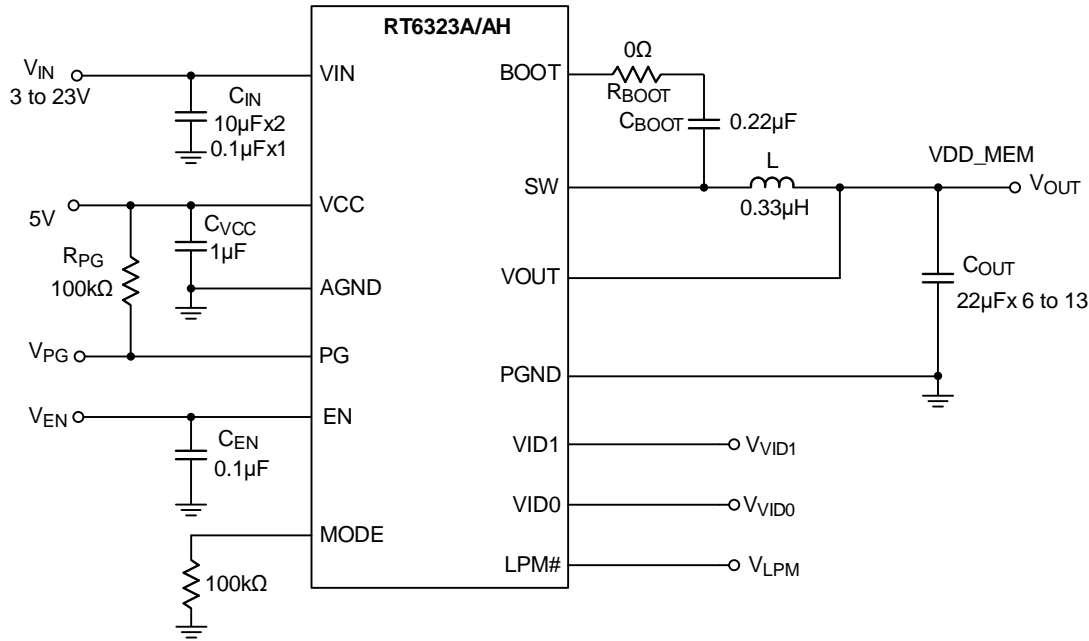 RT6323A/AH
VIN
3 to 23V
CIN
10µFx2
0.1µFx1
VIN
5V
CVCC
1µF
VCC
RPG
100kΩ
AGND
VPG
PG
VEN
CEN
0.1µF
EN
MODE
100kΩ
BOOT
0Ω
RBOOT
CBOOT
0.22µF
SW
L
0.33µH
VDD_MEM
VOUT
VOUT
COUT
22µFx 6 to 13
PGND
VID1
VVID1
VID0
VVID0
LPM#
VLPM